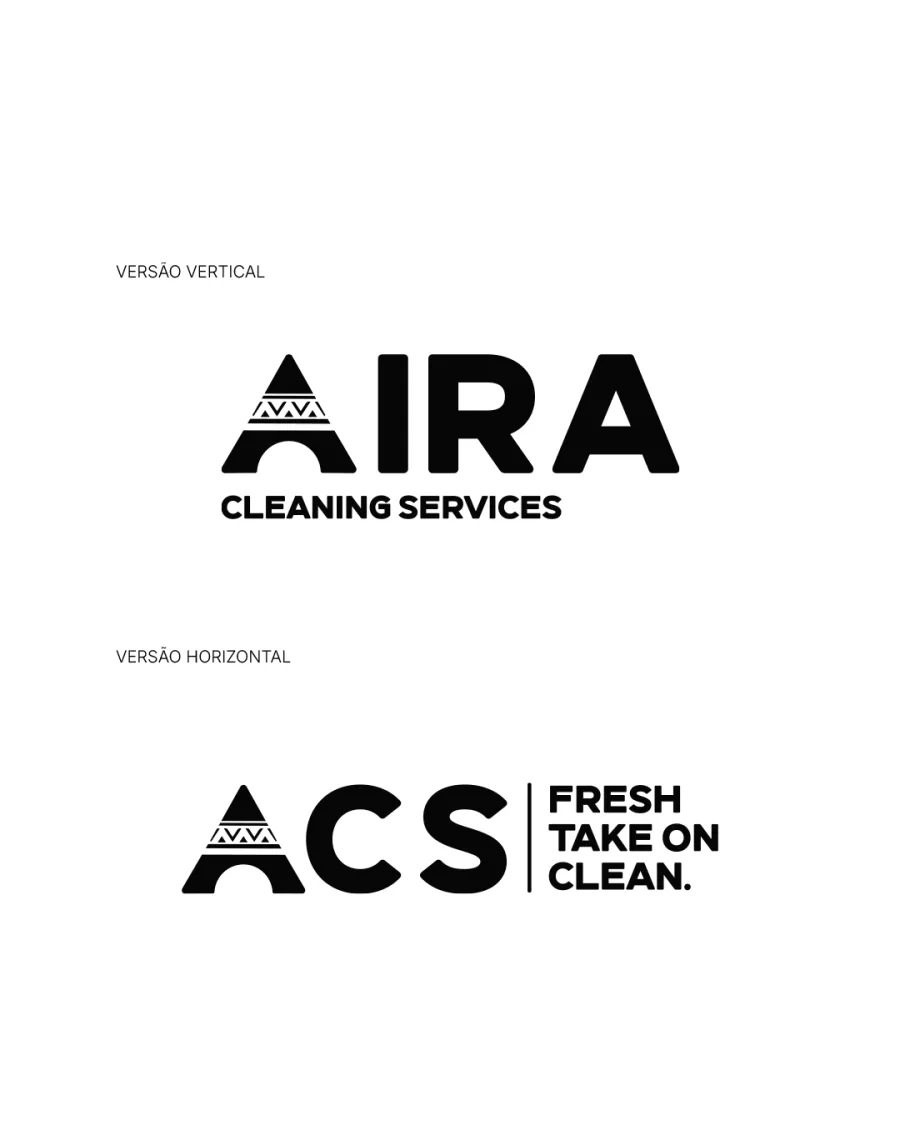 VERSÃO VERTICAL
AIRA
CLEANING SERVICES
VERSÃO HORIZONTAL
ACS
FRESH
TAKE ON
CLEAN.